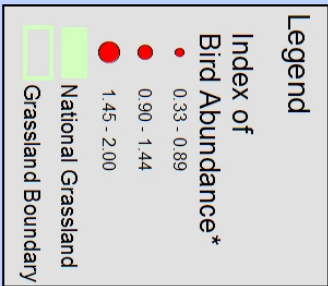 Legend
Index of
Bird Abundance*
0.33 - 0.89
0.90 - 1.44
1.45 - 2.00
National Grassland
Grassland Boundary